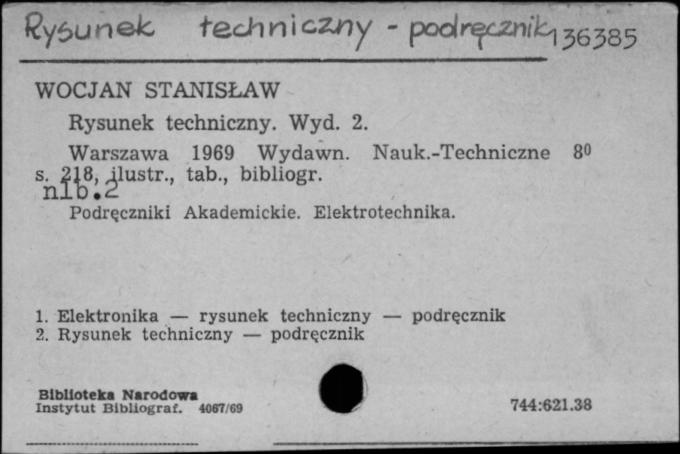 Rysunek techniczny - podręcznik 136385
WOCJAN STANISŁAW
Rysunek techniczny. Wyd. 2.
Warszawa 1969 Wydawn. Nauk.-Techniczne 8⁰
s. 218, ilustr., tab., bibliogr.
nlb.2
Podręczniki Akademickie. Elektrotechnika.
1. Elektronika — rysunek techniczny — podręcznik
2. Rysunek techniczny — podręcznik
Biblioteka Narodowa
Instytut Bibliograf. 4067/69 744:621.38